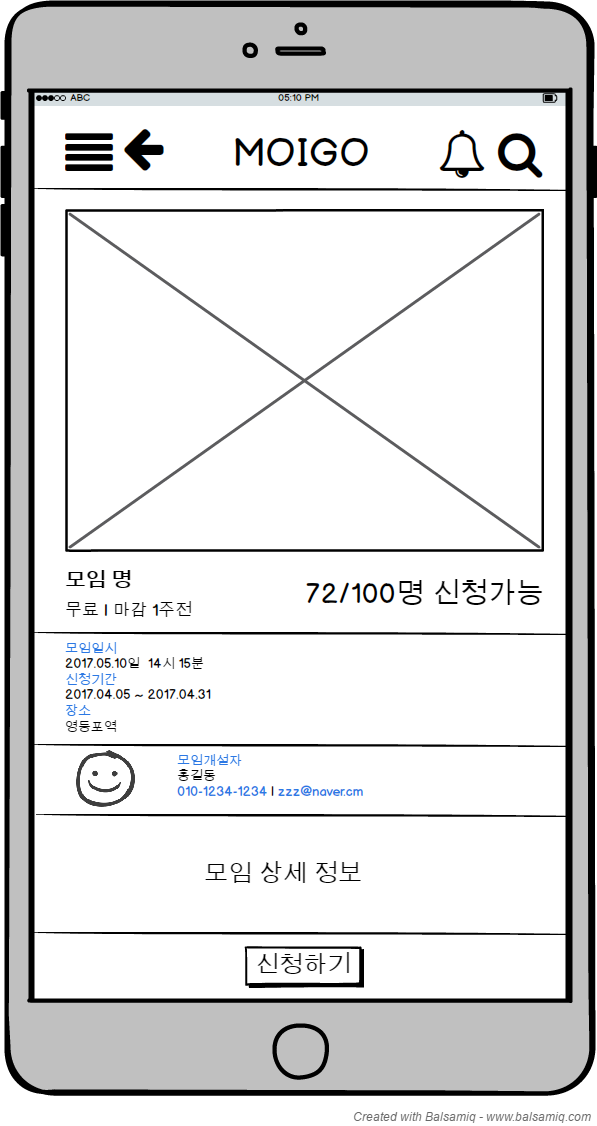 ABC
05:10 PM
MOIGO
모임 명
무료 I 마감 1주전
72/100명 신청가능
모임일시
2017.05.10일 14시 15분
신청기간
2017.04.05 ~ 2017.04.31
장소
영등포역
모임개설자
홍길동
010-1234-1234 I zzz@naver.cm
모임 상세 정보
신청하기
Created with Balsamiq - www.balsamiq.com